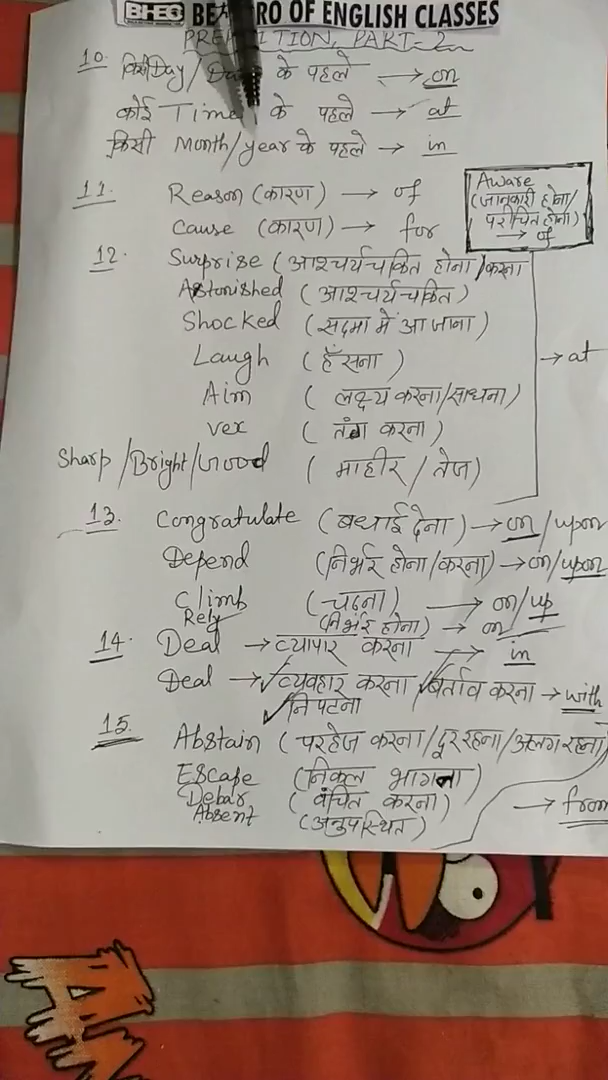 BHEG BE A PRO OF ENGLISH CLASSES
PREPOSITION, PART-2
10. किसी Day/ के पहले → on
कोई Time के पहले → at
किसी Month/year के पहले → in
11. Reason (कारण) → of
Cause (कारण) → for
Aware
(जानकारी होना/
परिचित होना)
→ of
12. Surprise (आश्चर्यचकित होना/करना
Astonished (आश्चर्यचकित)
Shocked (सदमा में आ जाना)
Laugh (हँसना)
→ at
Aim (लक्ष्य करना/साधना)
Vex (तंग करना)
Sharp/Bright/Good (माहीर/तेज)
13. Congratulate (बधाई देना) → on/upon
Depend (निर्भर होना/करना) → on/upon
Climb (चढ़ना) → on/up
Rely (निर्भर होना) → on
14. Deal → व्यापार करना → in
Deal → व्यवहार करना/बर्ताव करना → with
निपटना
15. Abstain (परहेज करना/दूर रहना/अलग रहना)
Escape (निकल भागना)
Debar (वंचित करना)
→ from
Absent (अनुपस्थित)